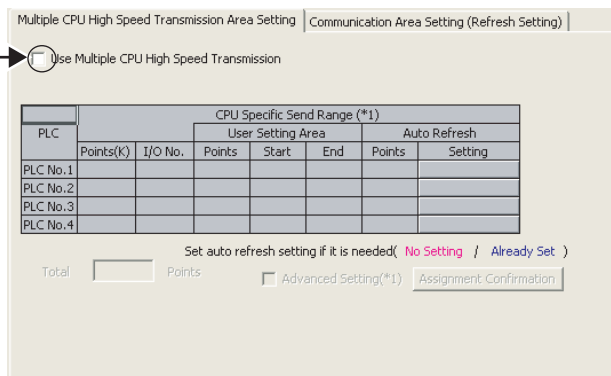 Multiple CPU High Speed Transmission Area Setting
Communication Area Setting (Refresh Setting)
Use Multiple CPU High Speed Transmission
CPU Specific Send Range (*1)
PLC User Setting Area Auto Refresh
Points(K) I/O No. Points Start End Points Setting
PLC No.1
PLC No.2
PLC No.3
PLC No.4
Set auto refresh setting if it is needed( No Setting / Already Set )
Total Points Advanced Setting(*1) Assignment Confirmation